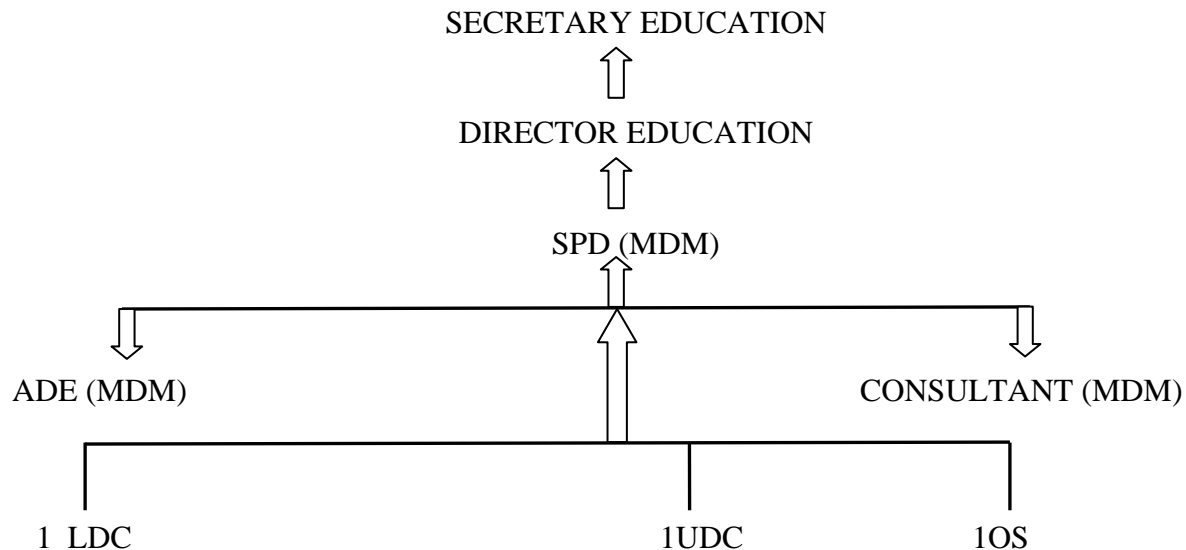 SECRETARY EDUCATION
DIRECTOR EDUCATION
SPD (MDM)
ADE (MDM) CONSULTANT (MDM)
1 LDC 1UDC 1OS